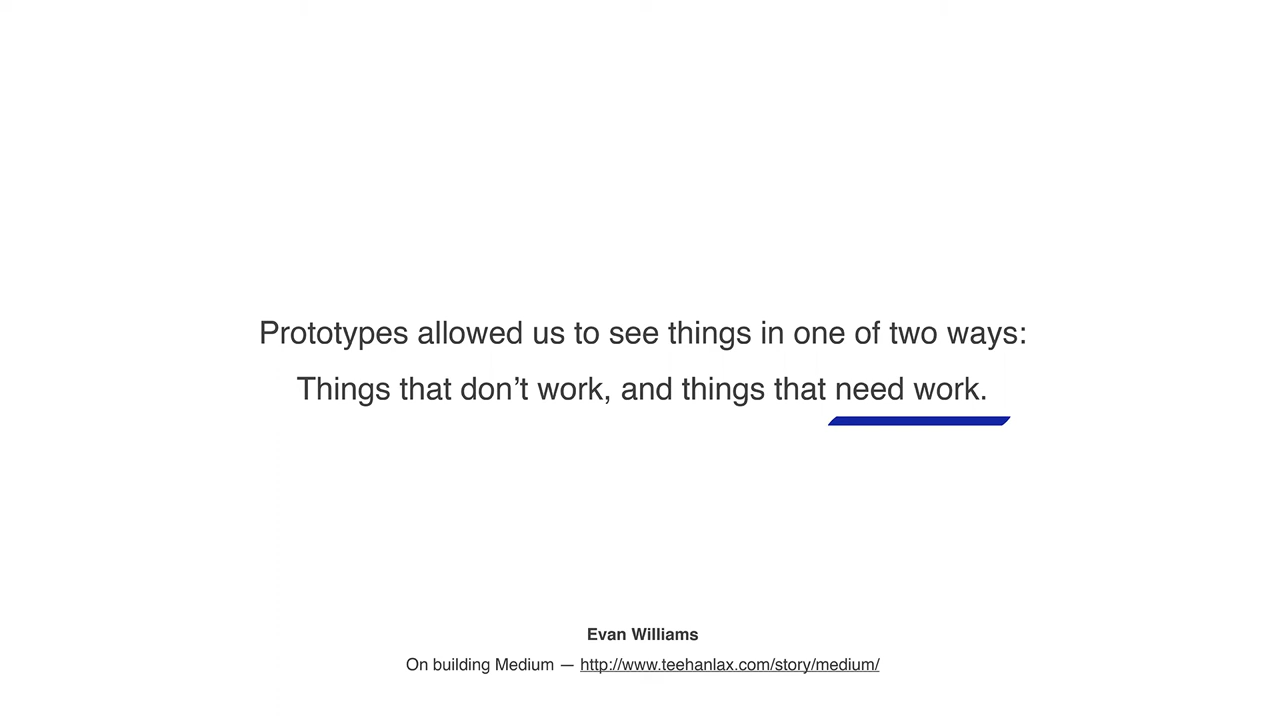 Prototypes allowed us to see things in one of two ways:
Things that don’t work, and things that need work.
Evan Williams
On building Medium — http://www.teehanlax.com/story/medium/